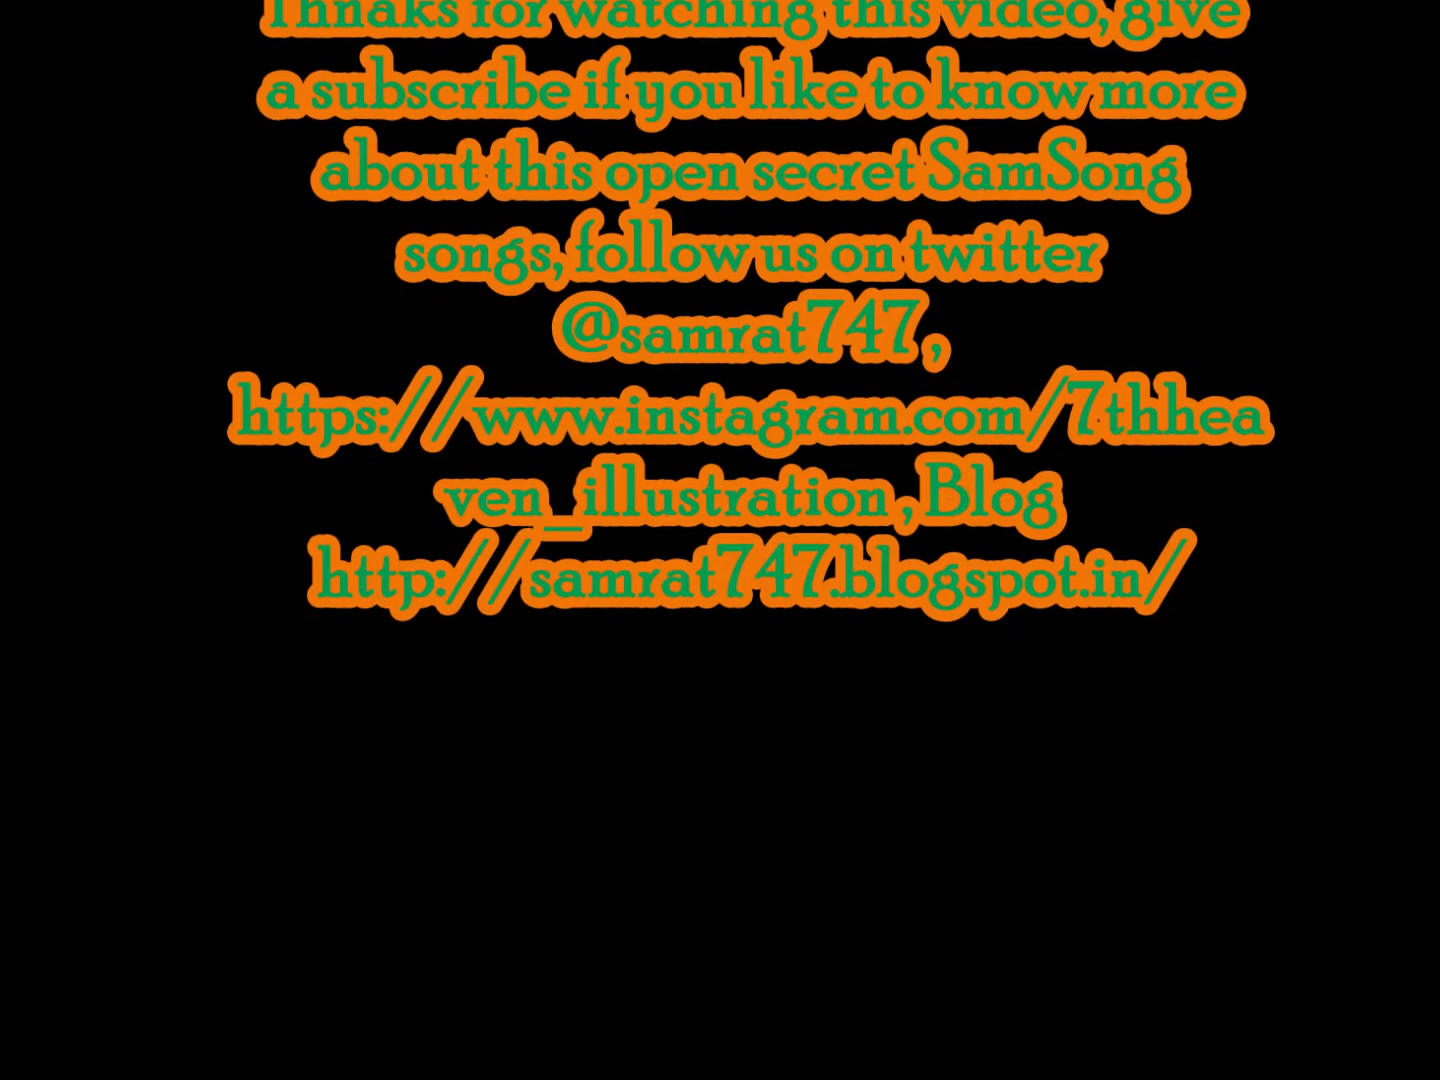 Thnaks for watching this video, give
a subscribe if you like to know more
about this open secret SamSong
songs, follow us on twitter
@samrat747 ,
https://www.instagram.com/7thhea
ven_illustration , Blog
http://samrat747.blogspot.in/